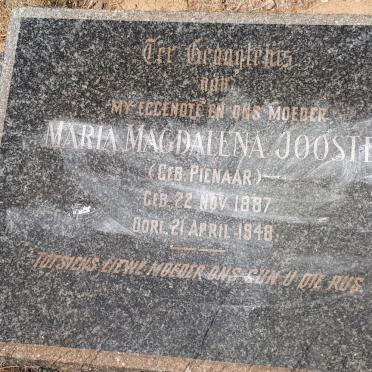 Ter Gedagtenis
aan
MY EGGENOTE EN ONS MOEDER
MARIA MAGDALENA JOOSTE
(GEB. PIENAAR)
GEB. 22 NOV. 1887
OORL. 21 APRIL 1948
TOTSIENS LIEWE MOEDER ONS GUN U DIE RUS.